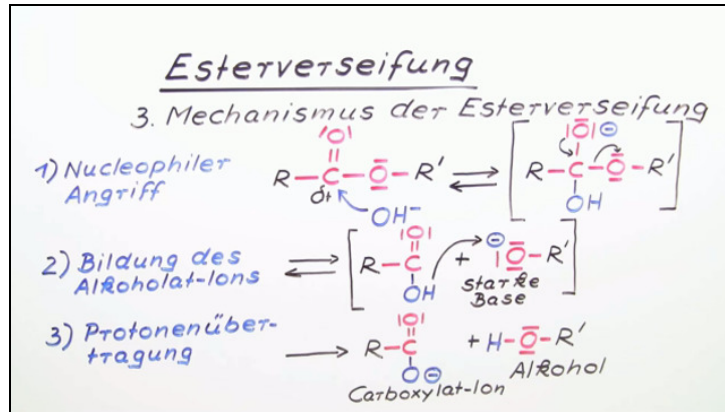 Esterverseifung
3. Mechanismus der Esterverseifung
1) Nucleophiler
Angriff
|O|
R–C–O–R'
δ+
OH⁻
|O|⊖
R–C–O–R'
OH
2) Bildung des
Alkoholat-Ions
|O|
R–C
OH
+
⊖
|O–R'
starke
Base
3) Protonenüber-
tragung
|O|
R–C
O⊖
+ H–O–R'
Carboxylat-Ion
Alkohol